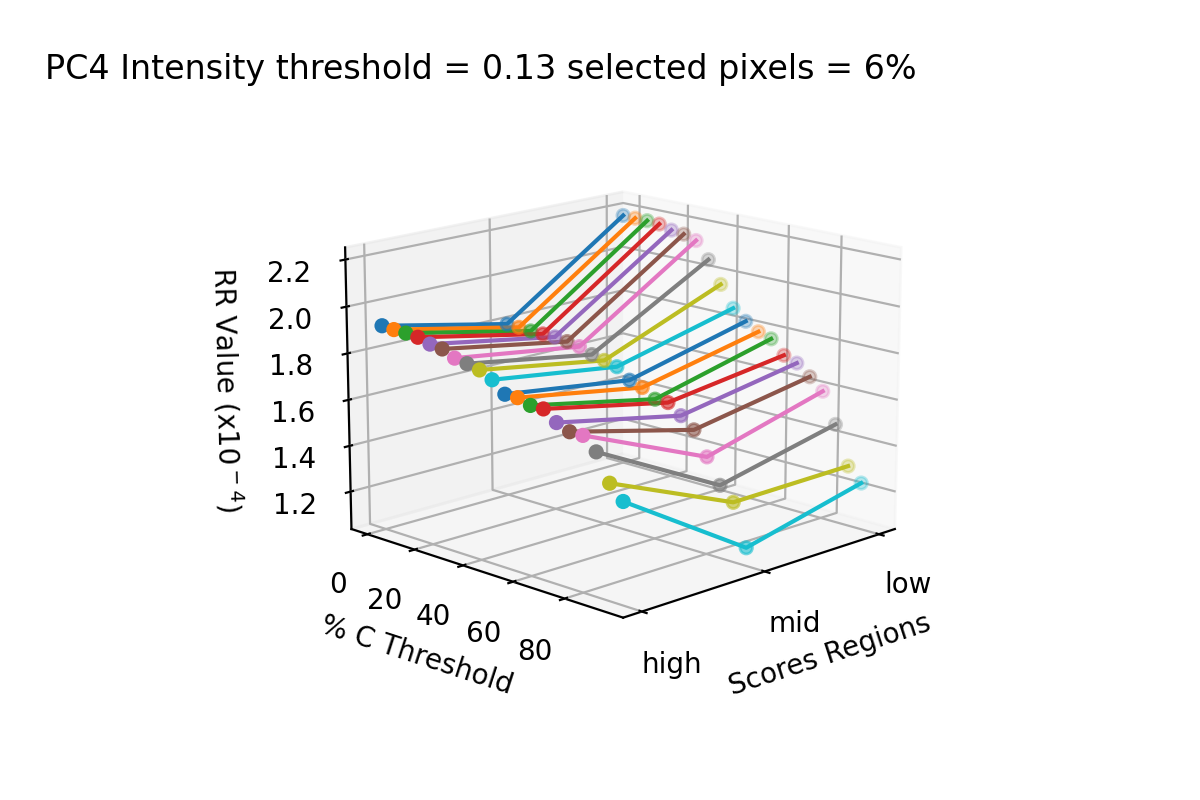 PC4 Intensity threshold = 0.13 selected pixels = 6%
RR Value (x10⁻⁴)
2.2
2.0
1.8
1.6
1.4
1.2
0
20
40
60
80
% C Threshold
high
mid
low
Scores Regions